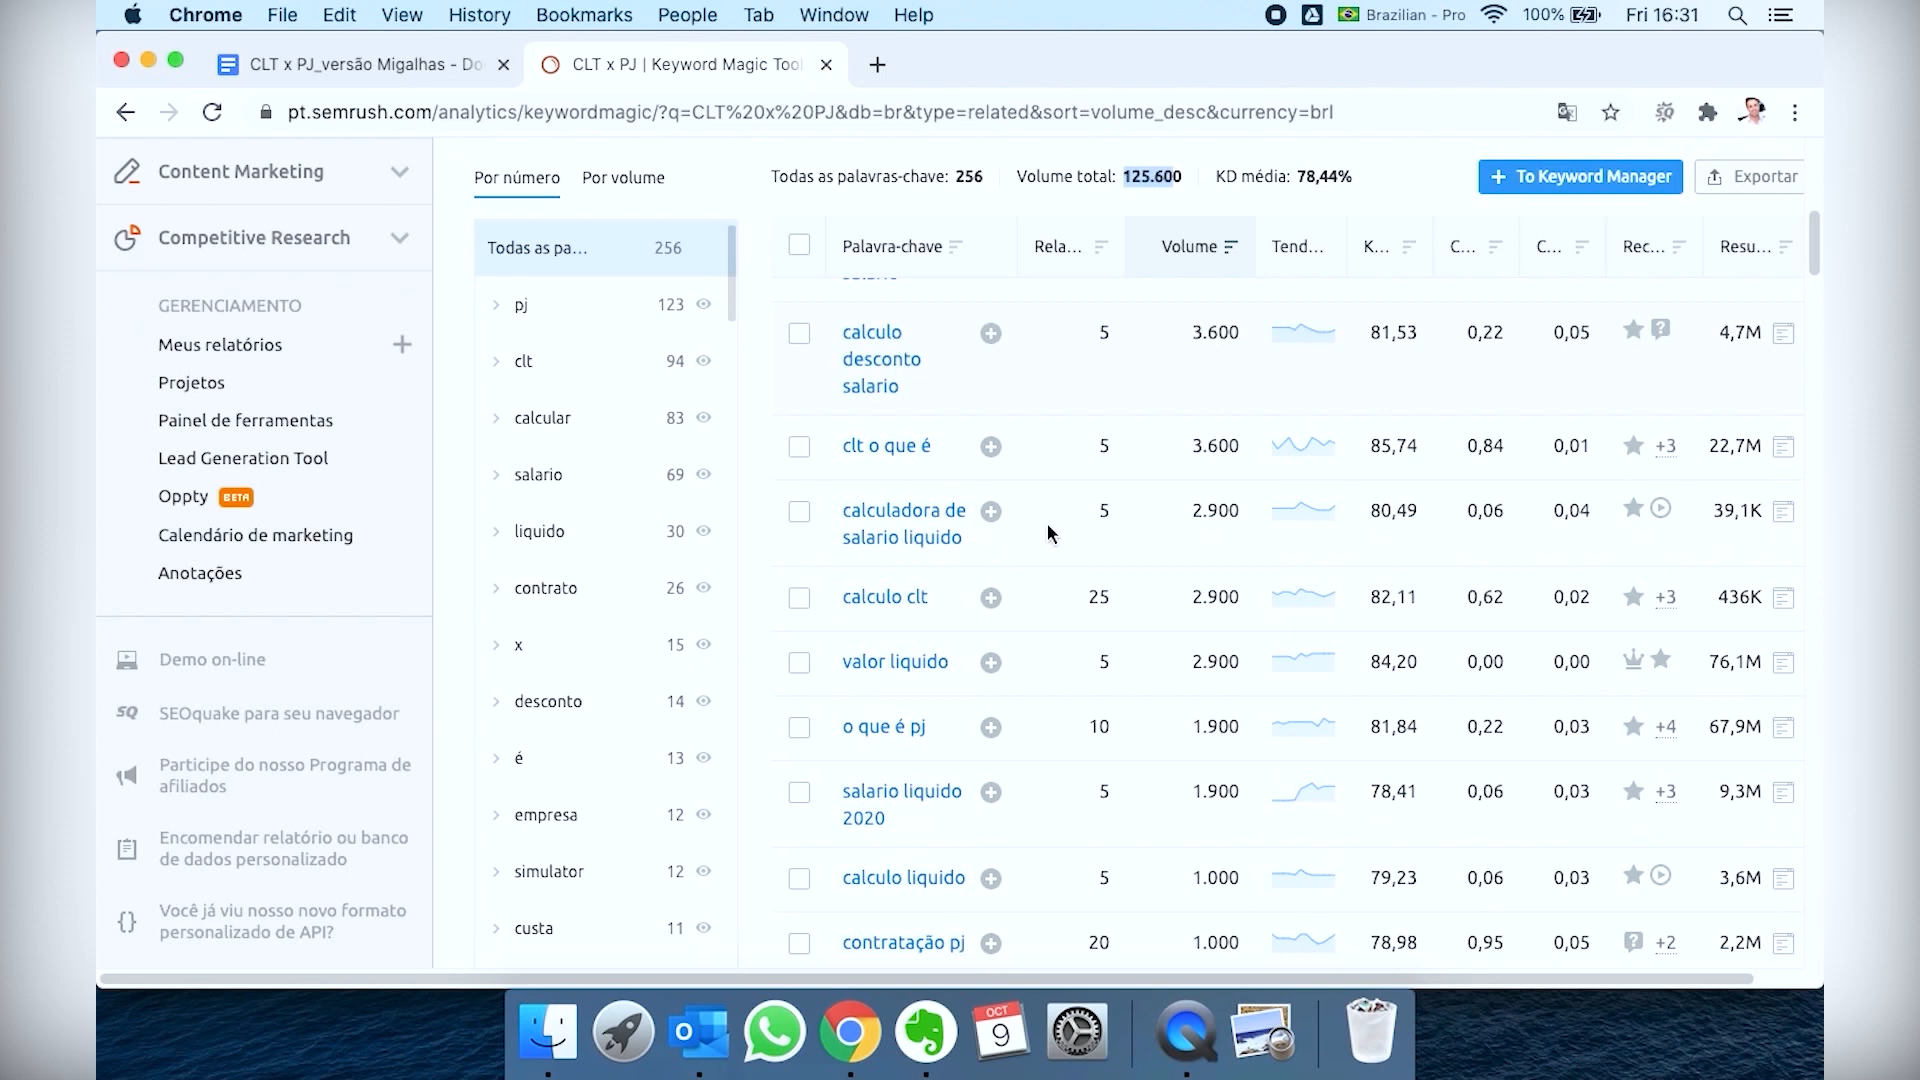 Chrome File Edit View History Bookmarks People Tab Window Help
Brazilian - Pro 100% Fri 16:31
CLT x PJ_versão Migalhas - Do
CLT x PJ | Keyword Magic Tool
pt.semrush.com/analytics/keywordmagic/?q=CLT%20x%20PJ&db=br&type=related&sort=volume_desc&currency=brl
Content Marketing
Competitive Research
GERENCIAMENTO
Meus relatórios
Projetos
Painel de ferramentas
Lead Generation Tool
Oppty BETA
Calendário de marketing
Anotações
Demo on-line
SQ SEOquake para seu navegador
Participe do nosso Programa de
afiliados
Encomendar relatório ou banco
de dados personalizado
{} Você já viu nosso novo formato
personalizado de API?
Por número Por volume
Todas as pa... 256
pj 123
clt 94
calcular 83
salario 69
liquido 30
contrato 26
x 15
desconto 14
é 13
empresa 12
simulator 12
custa 11
Todas as palavras-chave: 256 Volume total: 125.600 KD média: 78,44%
+ To Keyword Manager Exportar
Palavra-chave Rela... Volume Tend... K... C... C... Rec... Resu...
calculo
desconto
salario
5 3.600 81,53 0,22 0,05 4,7M
clt o que é 5 3.600 85,74 0,84 0,01 +3 22,7M
calculadora de
salario liquido
5 2.900 80,49 0,06 0,04 39,1K
calculo clt 25 2.900 82,11 0,62 0,02 +3 436K
valor liquido 5 2.900 84,20 0,00 0,00 76,1M
o que é pj 10 1.900 81,84 0,22 0,03 +4 67,9M
salario liquido
2020
5 1.900 78,41 0,06 0,03 +3 9,3M
calculo liquido 5 1.000 79,23 0,06 0,03 3,6M
contratação pj 20 1.000 78,98 0,95 0,05 +2 2,2M
OCT
9